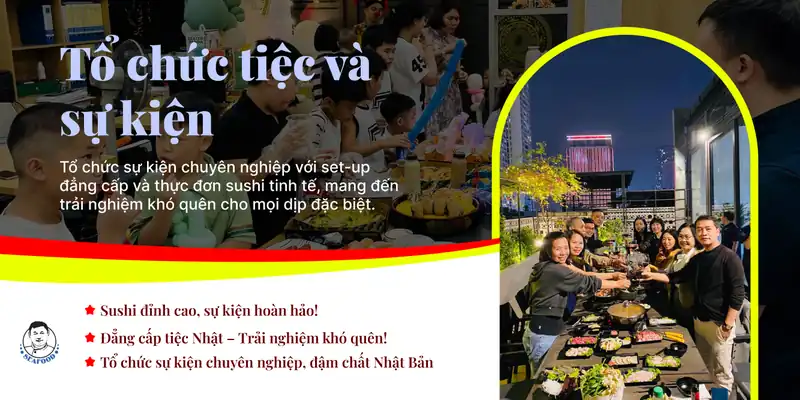 Tổ chức tiệc và
sự kiện
Tổ chức sự kiện chuyên nghiệp với set-up
đẳng cấp và thực đơn sushi tinh tế, mang đến
trải nghiệm khó quên cho mọi dịp đặc biệt.
Sushi đỉnh cao, sự kiện hoàn hảo!
Đẳng cấp tiệc Nhật – Trải nghiệm khó quên!
Tổ chức sự kiện chuyên nghiệp, đậm chất Nhật Bản
SEAFOOD